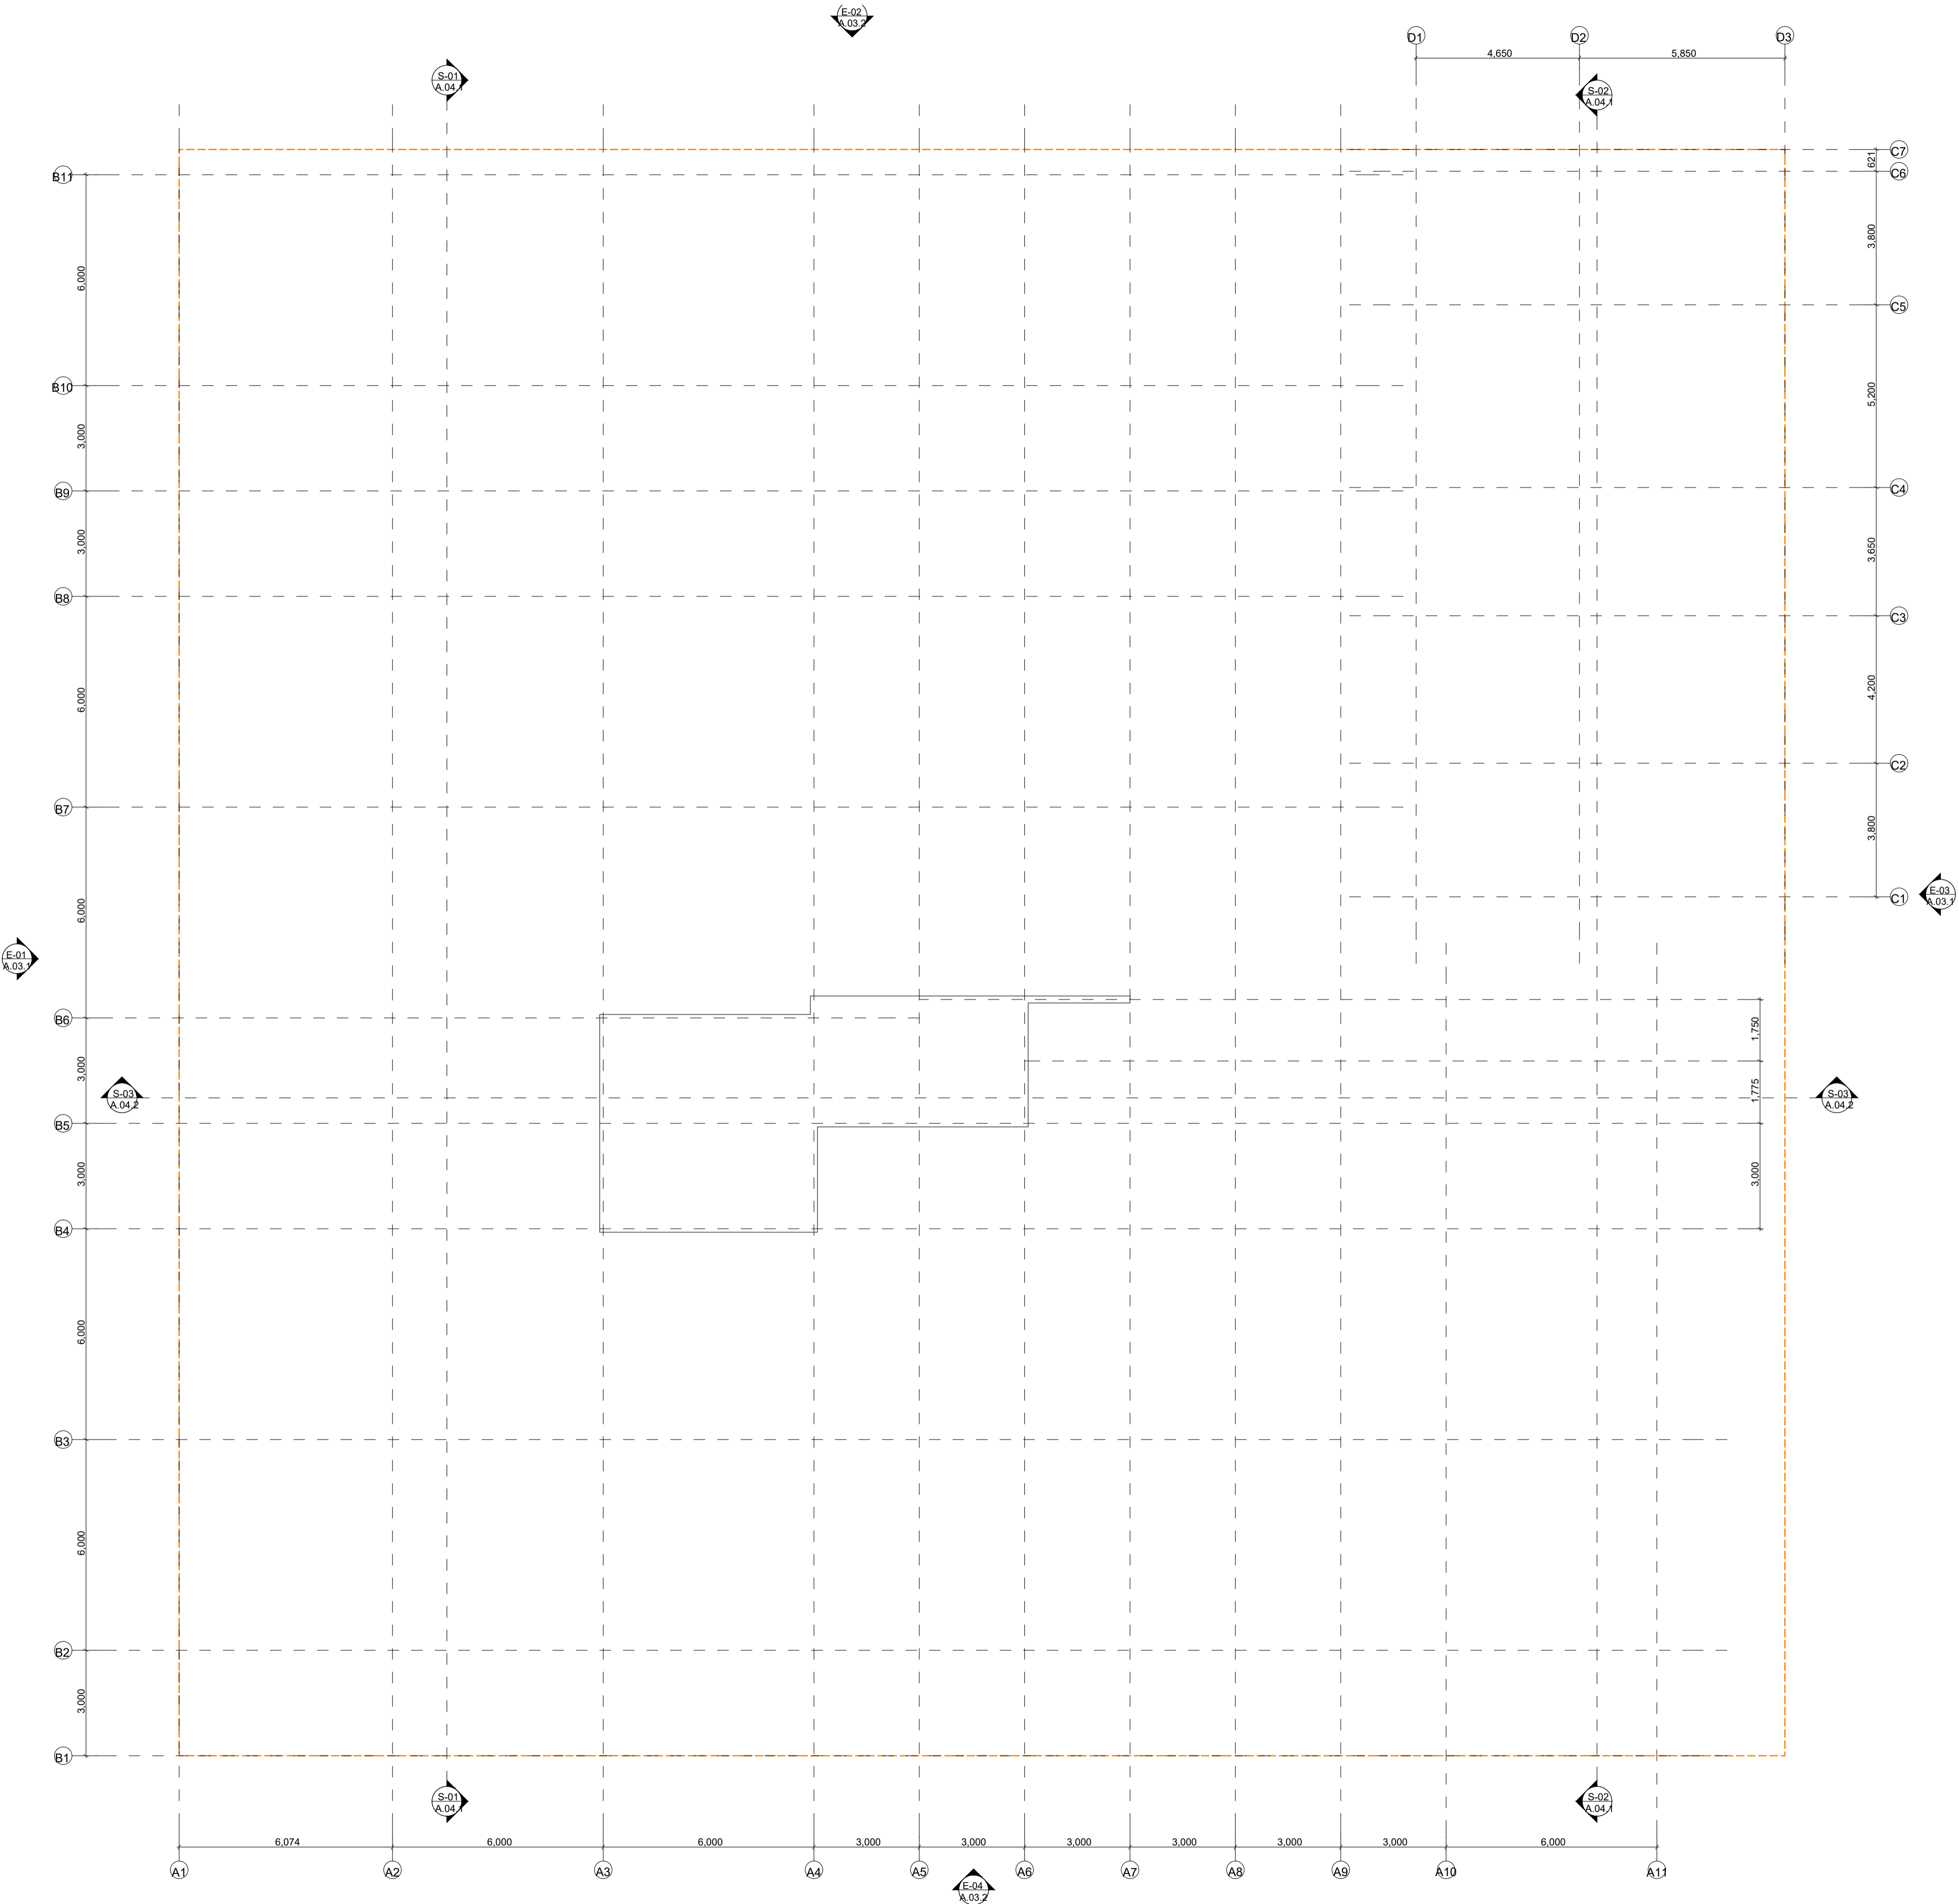 E-02
A.03.2
D1
D2
D3
4,650
5,850
S-01
A.04.1
S-02
A.04.1
C7
621
B11
C6
3,800
6,000
C5
B10
5,200
3,000
B9
C4
3,000
3,650
B8
C3
4,200
6,000
C2
B7
3,800
6,000
C1
E-03
A.03.1
E-01
A.03.1
B6
1,750
3,000
1,775
S-03
A.04.2
S-03
A.04.2
B5
3,000
3,000
B4
6,000
B3
6,000
B2
3,000
B1
S-01
A.04.1
S-02
A.04.1
6,074
6,000
6,000
3,000
3,000
3,000
3,000
3,000
3,000
6,000
A1
A2
A3
A4
A5
A6
A7
A8
A9
A10
A11
E-04
A.03.2